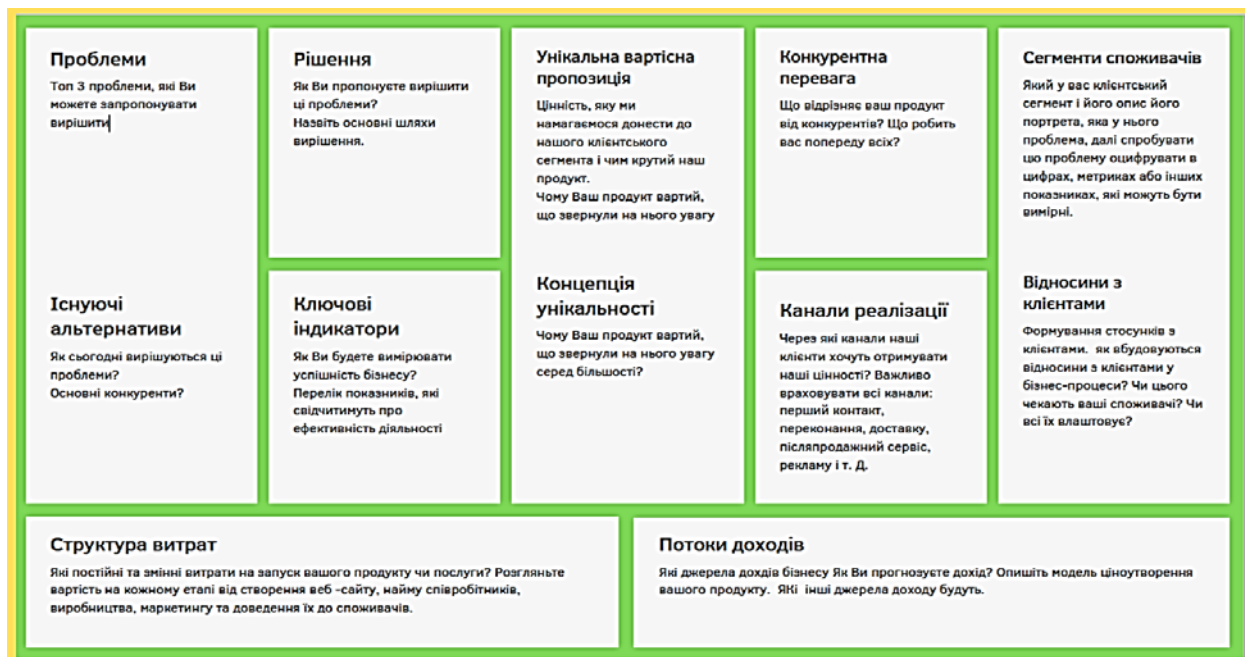 Проблеми
Топ 3 проблеми, які Ви
можете запропонувати
вирішити
Існуючі
альтернативи
Як сьогодні вирішуються ці
проблеми?
Основні конкуренти?
Рішення
Як Ви пропонуєте вирішити
ці проблеми?
Назвіть основні шляхи
вирішення.
Ключові
індикатори
Як Ви будете вимірювати
успішність бізнесу?
Перелік показників, які
свідчитимуть про
ефективність діяльності
Унікальна вартісна
пропозиція
Цінність, яку ми
намагаємося донести до
нашого клієнтського
сегмента і чим крутий наш
продукт.
Чому Ваш продукт вартий,
що звернули на нього увагу
Концепція
унікальності
Чому Ваш продукт вартий,
що звернули на нього увагу
серед більшості?
Конкурентна
перевага
Що відрізняє ваш продукт
від конкурентів? Що робить
вас попереду всіх?
Канали реалізації
Через які канали наші
клієнти хочуть отримувати
наші цінності? Важливо
враховувати всі канали:
перший контакт,
переконання, доставку,
післяпродажний сервіс,
рекламу і т. Д.
Сегменти споживачів
Який у вас клієнтський
сегмент і його опис його
портрета, яка у нього
проблема, далі спробувати
цю проблему оцифрувати в
цифрах, метриках або інших
показниках, які можуть бути
вимірні.
Відносини з
клієнтами
Формування стосунків з
клієнтами. як вбудовуються
відносини з клієнтами у
бізнес-процеси? Чи цього
чекають ваші споживачі? Чи
всі їх влаштовує?
Структура витрат
Які постійні та змінні витрати на запуск вашого продукту чи послуги? Розгляньте
вартість на кожному етапі від створення веб -сайту, найму співробітників,
виробництва, маркетингу та доведення їх до споживачів.
Потоки доходів
Які джерела дохдів бізнесу Як Ви прогнозуєте дохід? Опишіть модель ціноутворення
вашого продукту. ЯКі інші джерела доходу будуть.